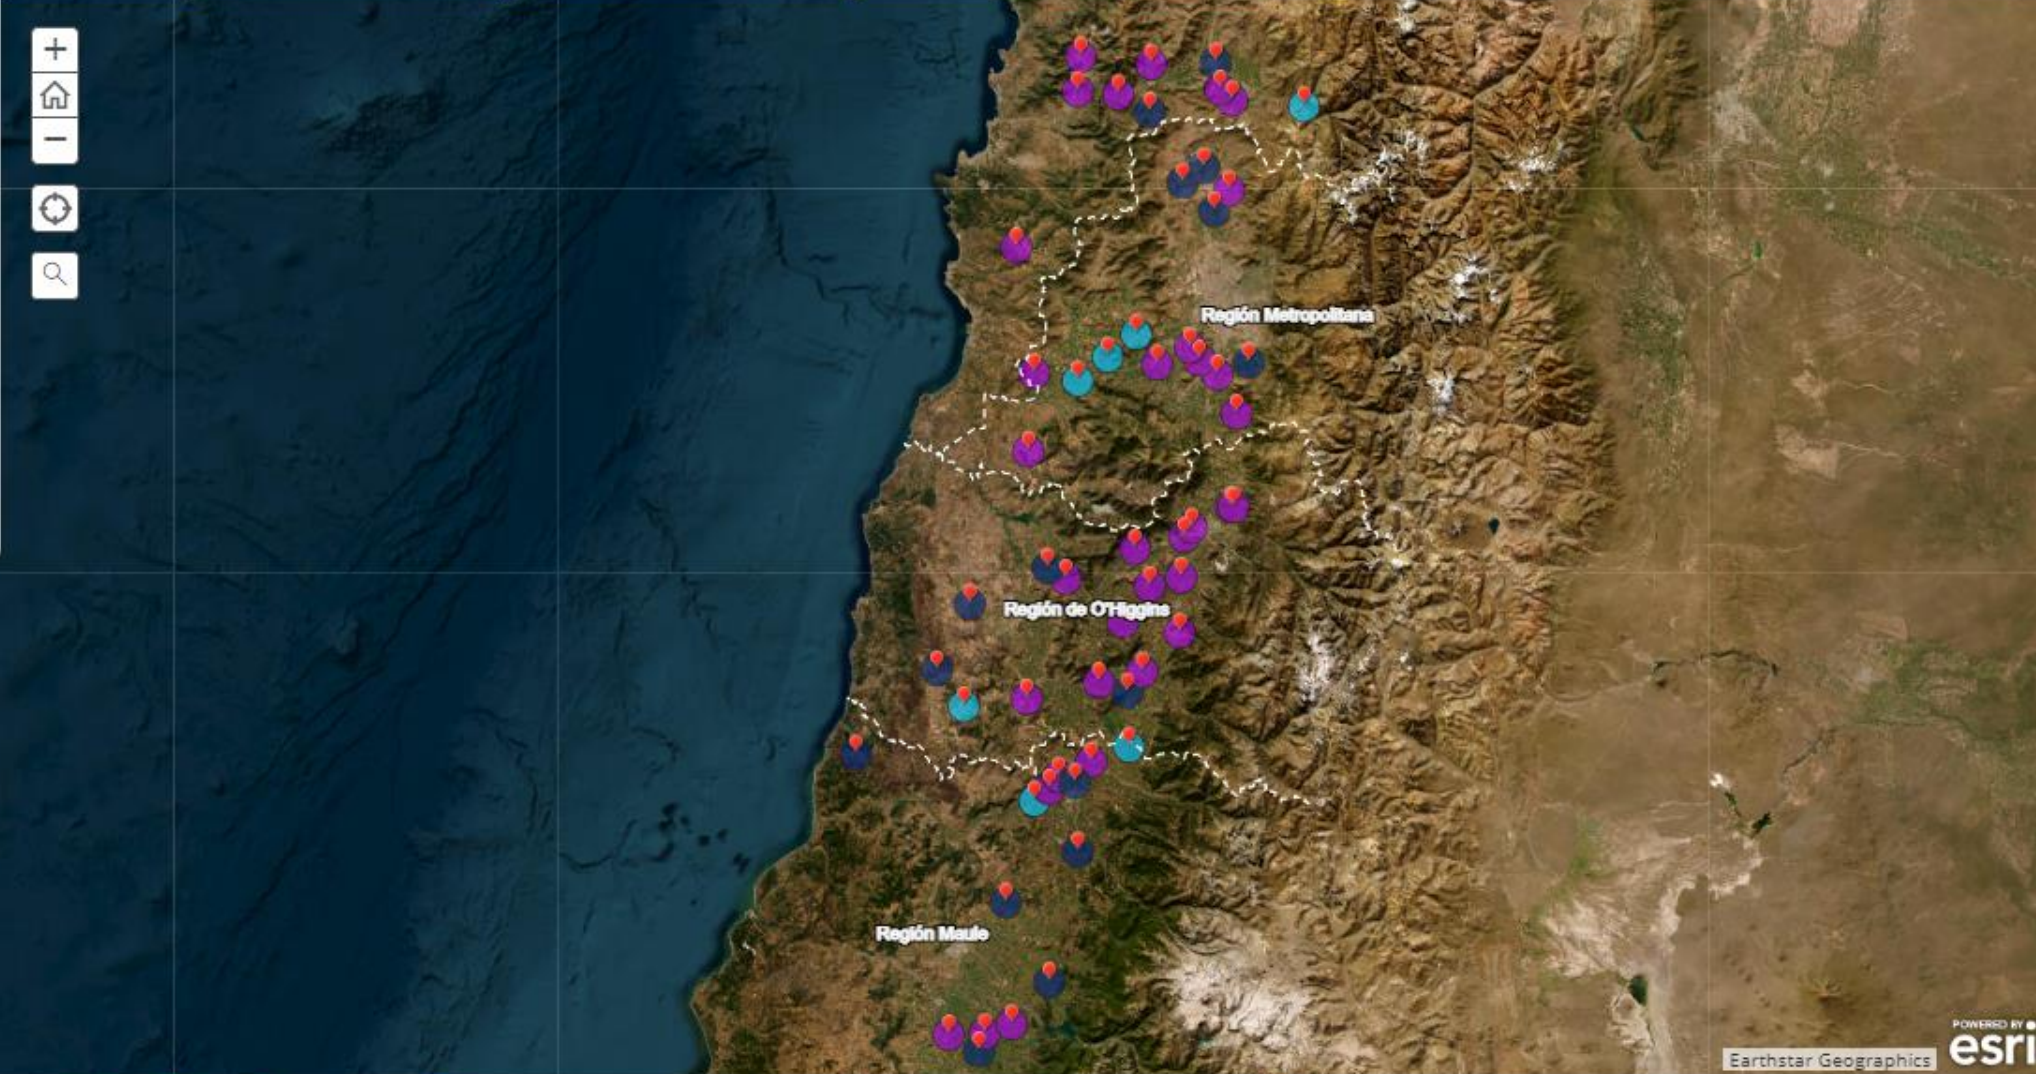 Región Metropolitana
Región de O'Higgins
Región Maule
POWERED BY
esri
Earthstar Geographics